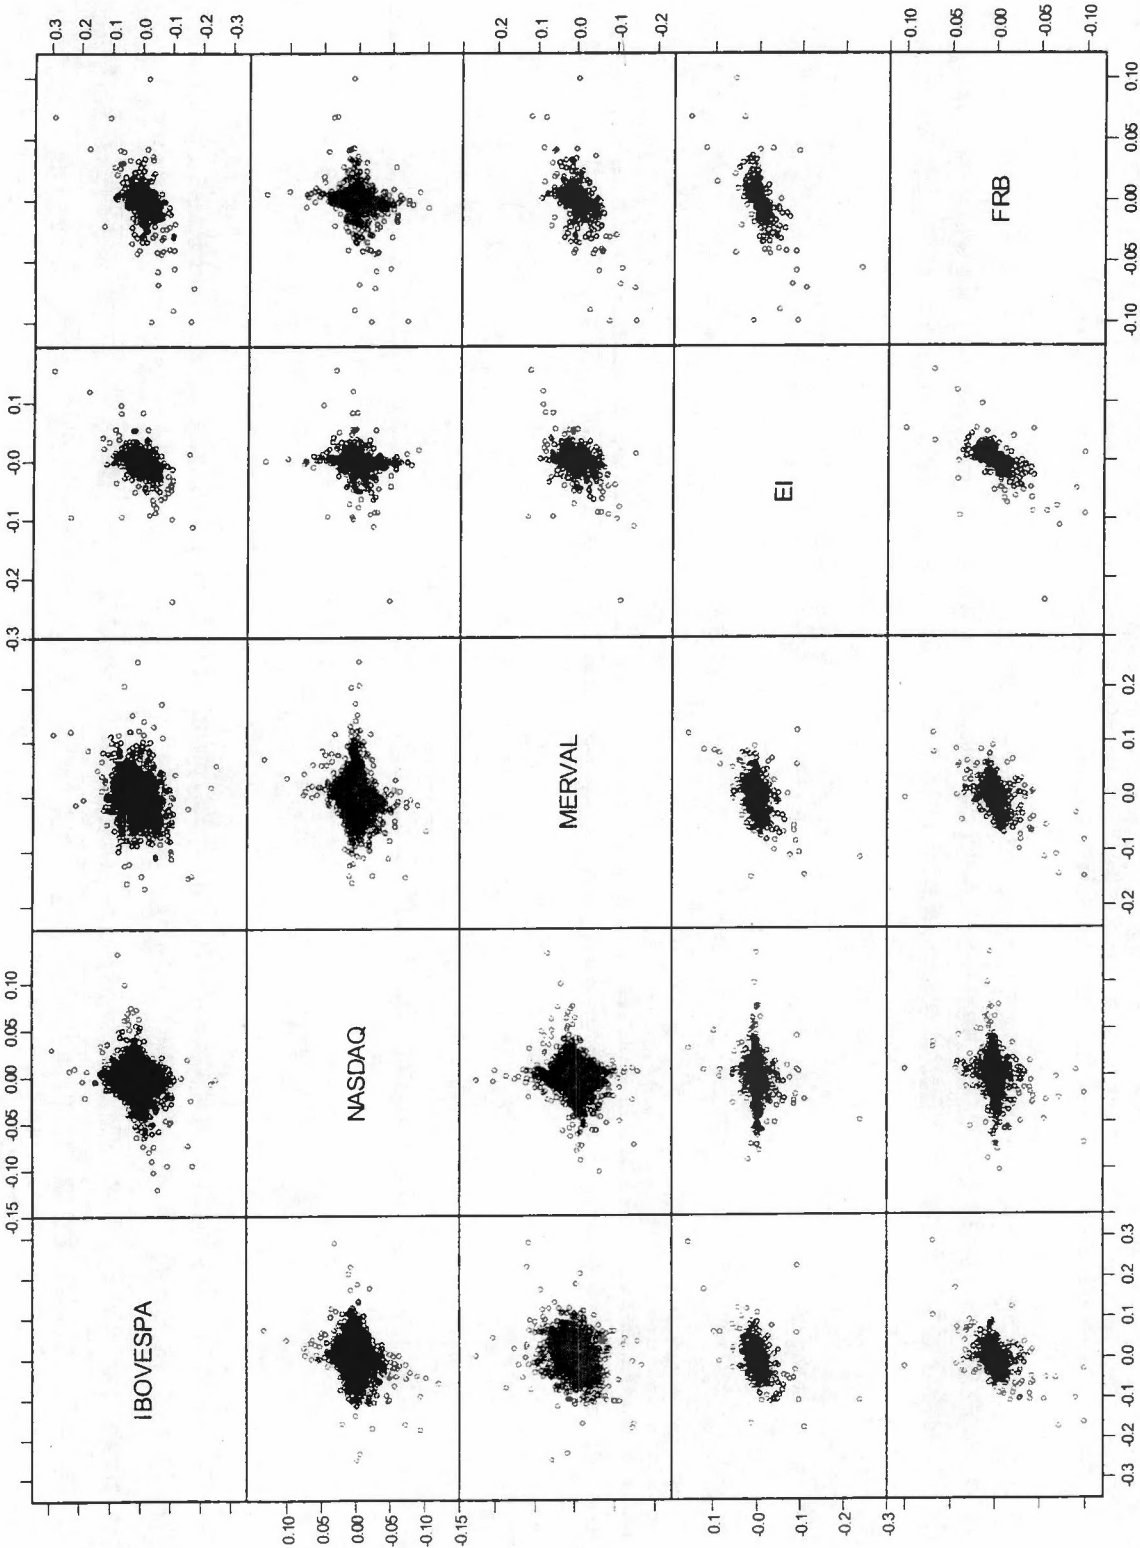 -0.15 -0.10 -0.05 0.00 0.05 0.10
-0.3 -0.2 -0.1 -0.0 0.1
IBOVESPA
0.3
0.2
0.1
0.0
-0.1
-0.2
-0.3
0.10
0.05
0.00
-0.05
-0.10
-0.15
NASDAQ
MERVAL
0.2
0.1
0.0
-0.1
-0.2
0.1
-0.0
-0.1
-0.2
-0.3
EI
FRB
0.10
0.05
0.00
-0.05
-0.10
-0.3 -0.2 -0.1 0.0 0.1 0.2 0.3
-0.2 -0.1 0.0 0.1 0.2
-0.10 -0.05 0.00 0.05 0.10